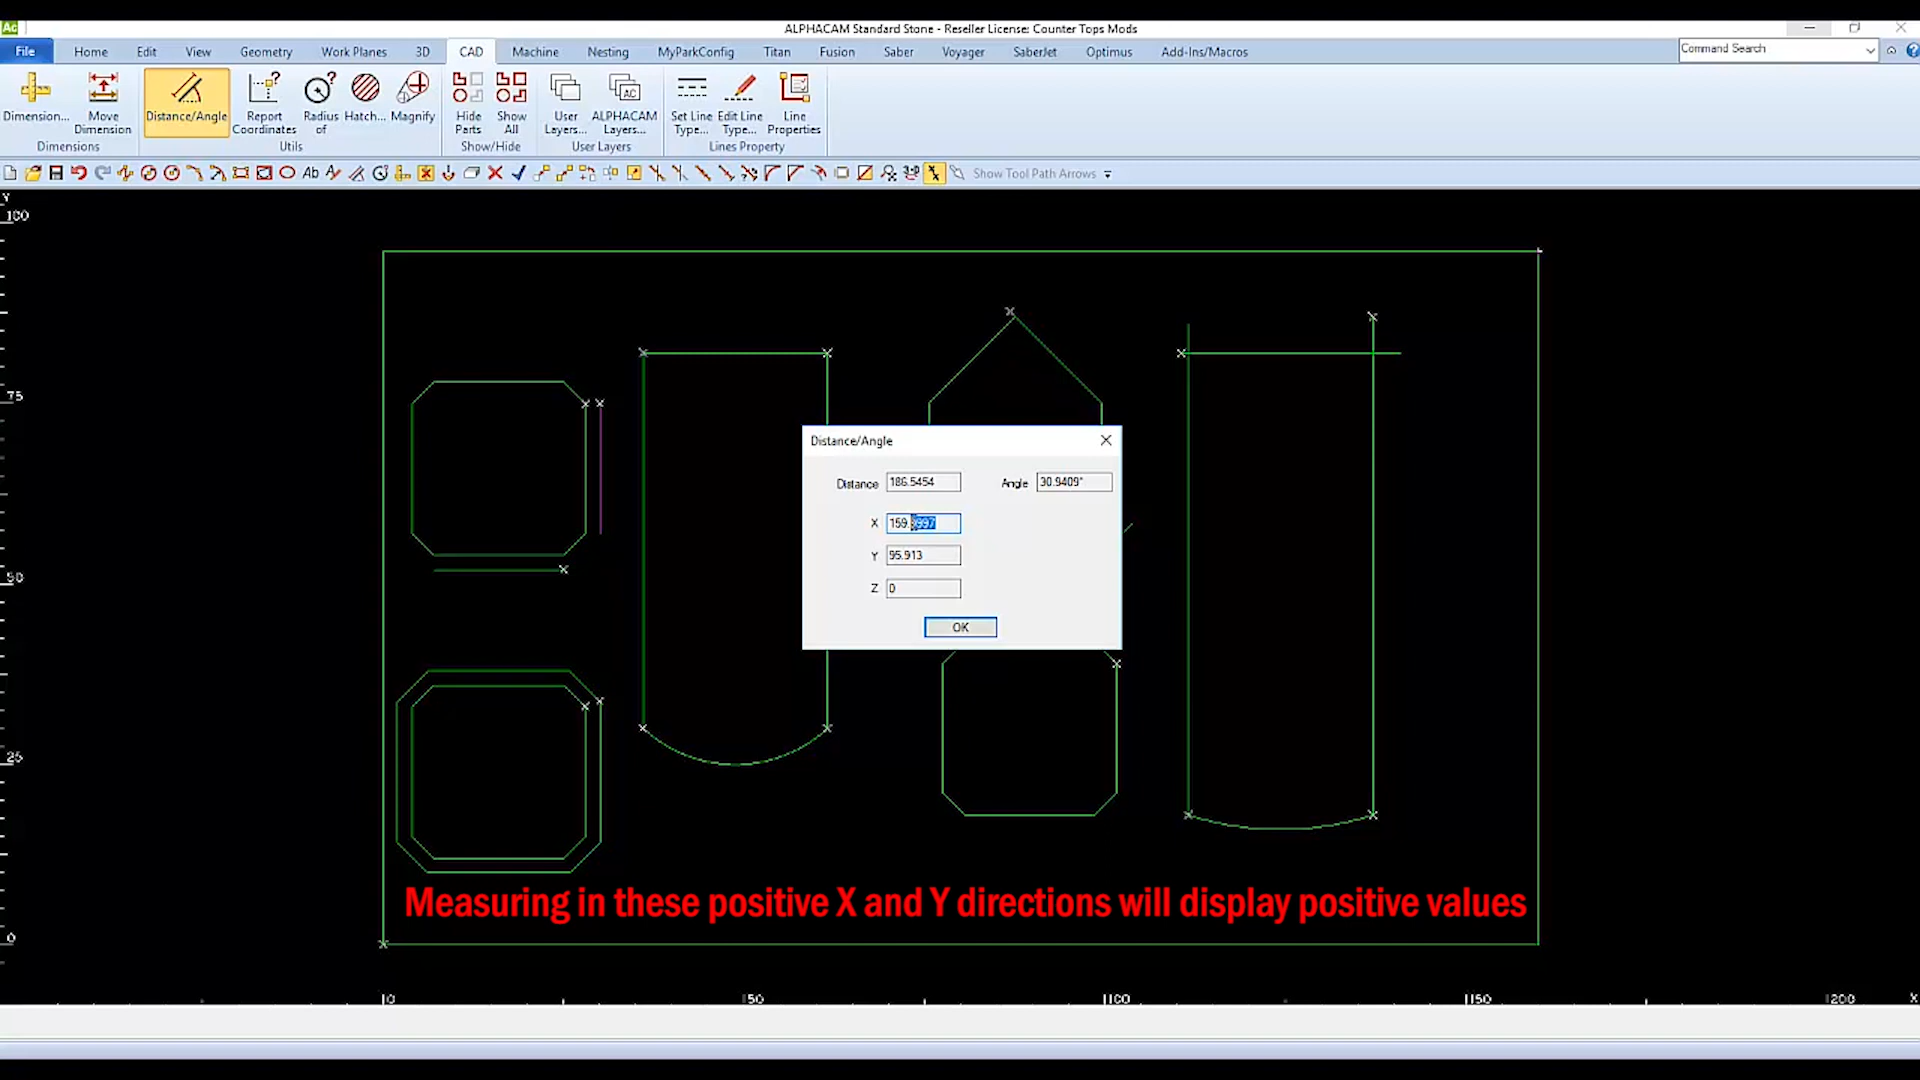 Ac
ALPHACAM Standard Stone - Reseller License: Counter Tops Mods
File Home Edit View Geometry Work Planes 3D CAD Machine Nesting MyParkConfig Titan Fusion Saber Voyager SaberJet Optimus Add-Ins/Macros Command Search
Dimension... Move Dimension Distance/Angle Report Coordinates Radius of Hatch... Magnify Hide Parts Show All User Layers... ALPHACAM Layers... Set Line Type... Edit Line Type... Line Properties
Dimensions Utils Show/Hide User Layers Lines Property
Ab Show Tool Path Arrows
Y
100
75
50
25
0
Distance/Angle
Distance 186.5454 Angle 30.9409°
X 159.9997
Y 95.913
Z 0
OK
Measuring in these positive X and Y directions will display positive values
0 50 100 150 200 X